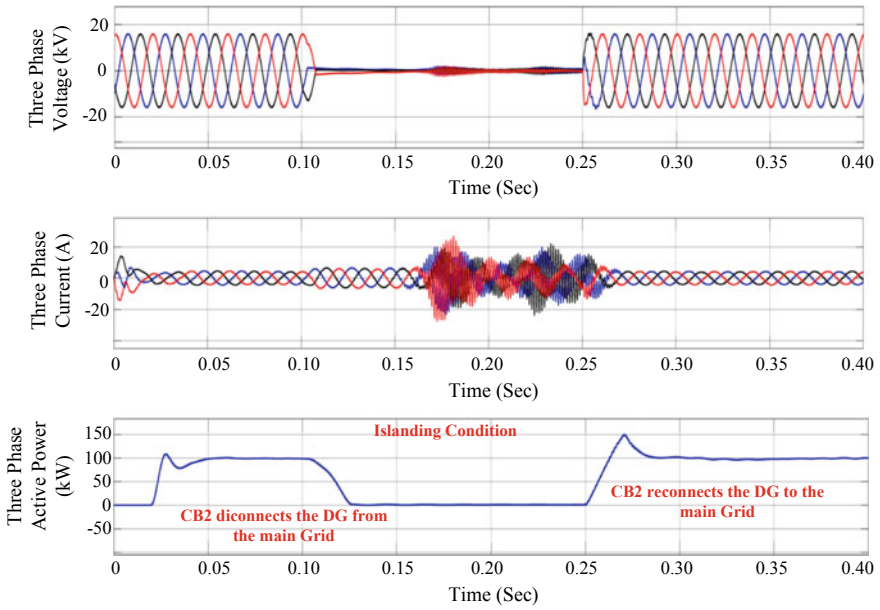 Three Phase
Voltage (kV)
20
0
-20
0 0.05 0.10 0.15 0.20 0.25 0.30 0.35 0.40
Time (Sec)
Three Phase
Current (A)
20
0
-20
0 0.05 0.10 0.15 0.20 0.25 0.30 0.35 0.40
Time (Sec)
Three Phase
Active Power
(kW)
150
100
50
0
-50
Islanding Condition
CB2 diconnects the DG from
the main Grid
CB2 reconnects the DG to the
main Grid
0 0.05 0.10 0.15 0.20 0.25 0.30 0.35 0.40
Time (Sec)